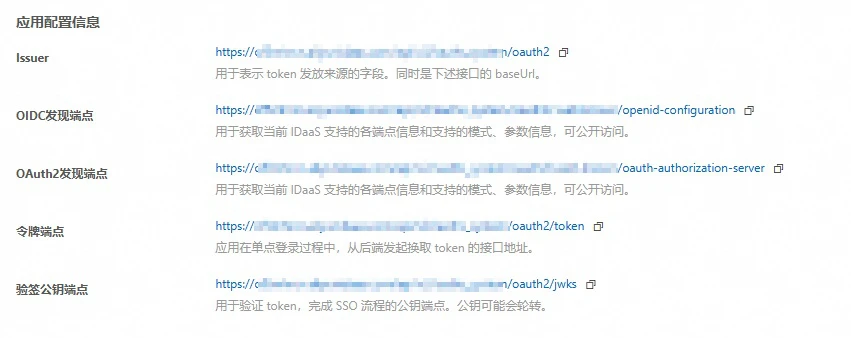 应用配置信息
Issuer
https:// /oauth2
用于表示 token 发放来源的字段。同时是下述接口的 baseUrl。
OIDC发现端点
https:// /openid-configuration
用于获取当前 IDaaS 支持的各端点信息和支持的模式、参数信息，可公开访问。
OAuth2发现端点
https:// /oauth-authorization-server
用于获取当前 IDaaS 支持的各端点信息和支持的模式、参数信息，可公开访问。
令牌端点
https:// /oauth2/token
应用在单点登录过程中，从后端发起换取 token 的接口地址。
验签公钥端点
https:// /oauth2/jwks
用于验证 token，完成 SSO 流程的公钥端点。公钥可能会轮转。